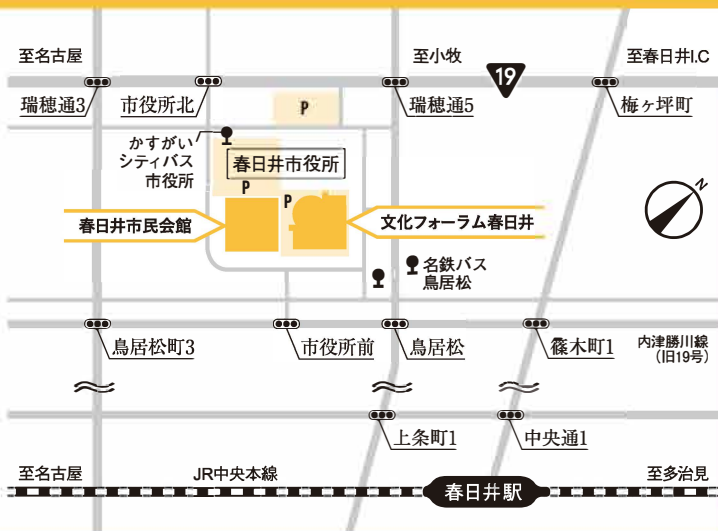 至名古屋
至小牧
19
至春日井I.C
瑞穂通3
市役所北
P
瑞穂通5
梅ヶ坪町
かすがい
シティバス
市役所
春日井市役所
P
P
N
春日井市民会館
文化フォーラム春日井
名鉄バス
鳥居松
鳥居松町3
市役所前
鳥居松
篠木町1
内津勝川線
(旧19号)
上条町1
中央通1
至名古屋
JR中央本線
春日井駅
至多治見